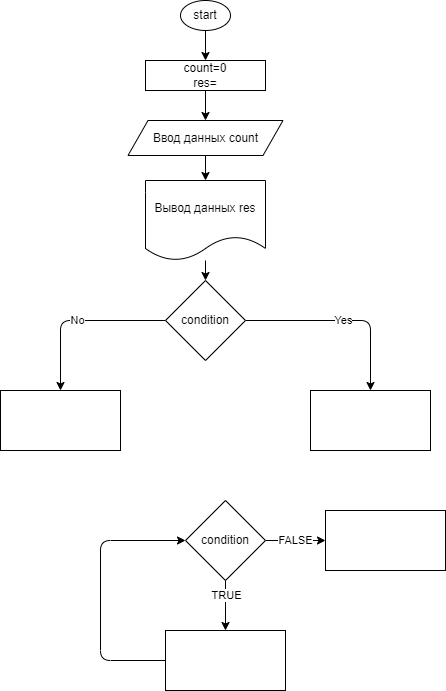 start
count=0
res=
Ввод данных count
Вывод данных res
condition
No
Yes
condition
FALSE
TRUE